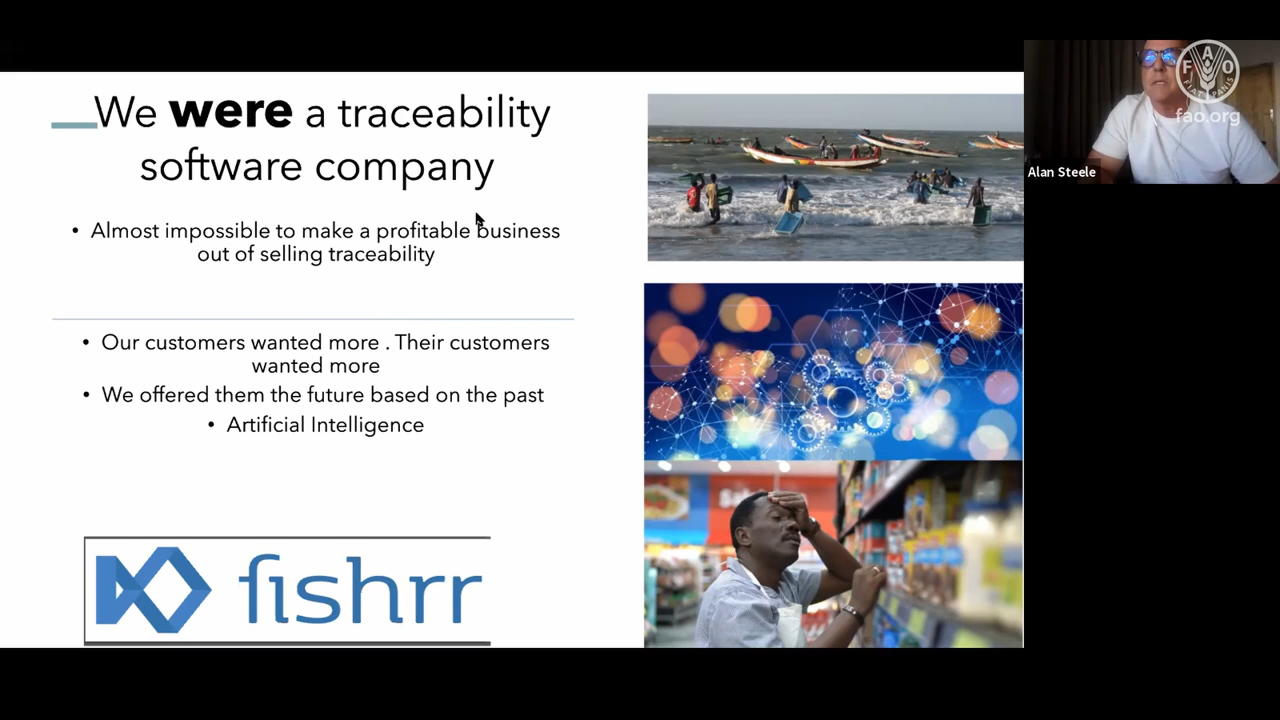 We were a traceability
software company
• Almost impossible to make a profitable business
out of selling traceability
• Our customers wanted more . Their customers
wanted more
• We offered them the future based on the past
• Artificial Intelligence
fishrr
F A O
FIAT PANIS
fao.org
Alan Steele